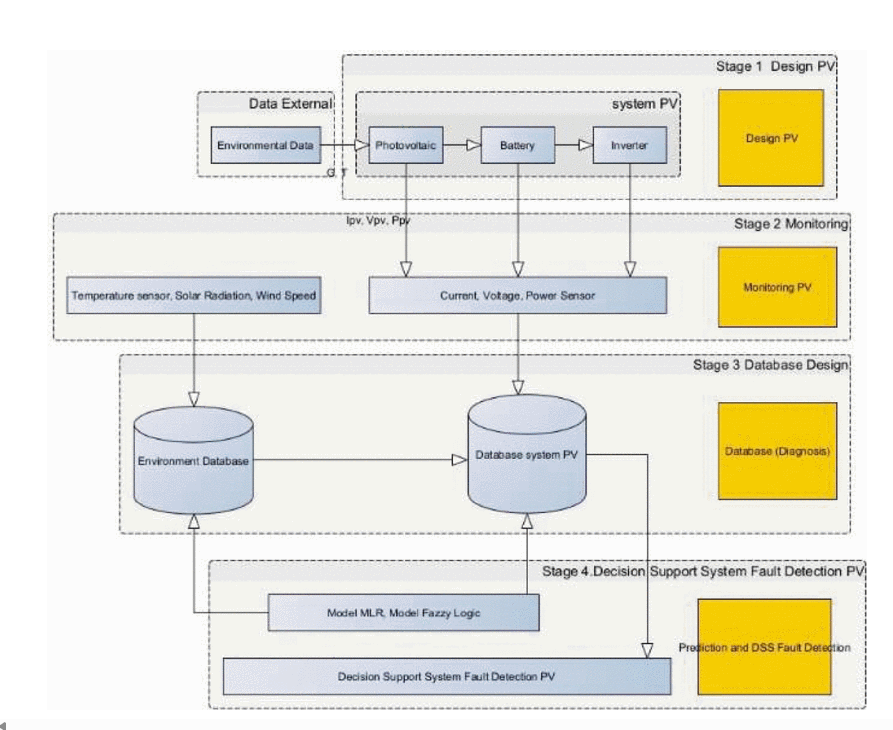 Stage 1 Design PV
Data External
system PV
Environmental Data
Photovoltaic
Battery
Inverter
Design PV
G, T
Ipv, Vpv, Ppv
Stage 2 Monitoring
Temperature sensor, Solar Radiation, Wind Speed
Current, Voltage, Power Sensor
Monitoring PV
Stage 3 Database Design
Environment Database
Database system PV
Database (Diagnosis)
Stage 4.Decision Support System Fault Detection PV
Model MLR, Model Fazzy Logic
Prediction and DSS Fault Detection
Decision Support System Fault Detection PV